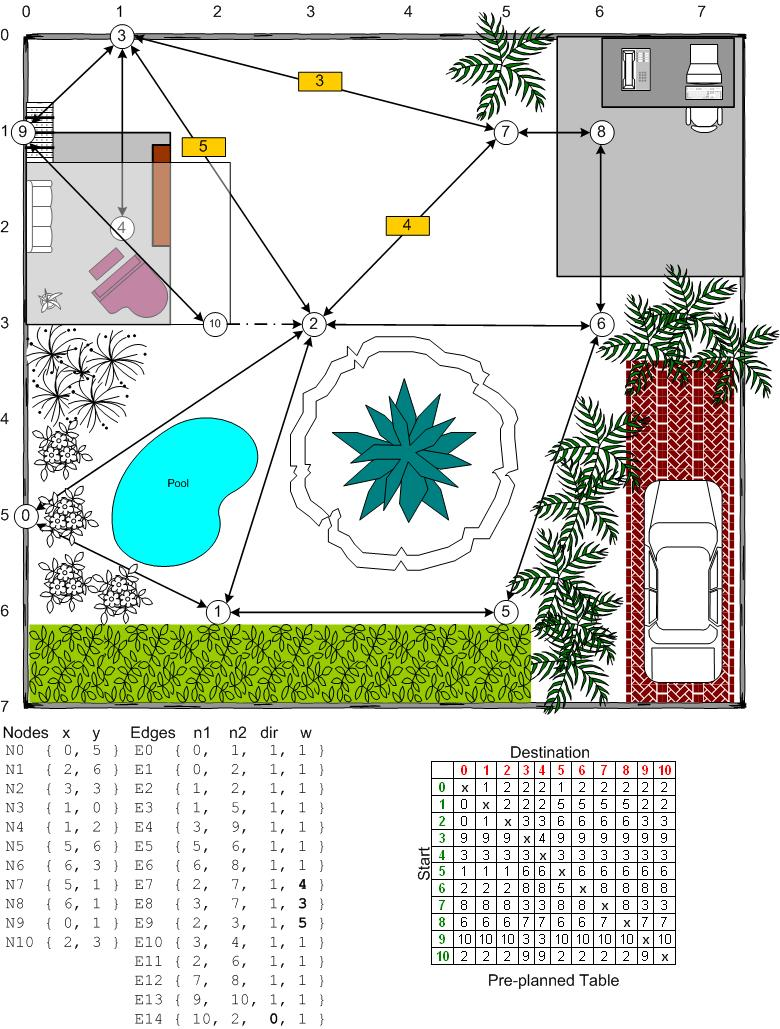 0 1 2 3 4 5 6 7
0
3
3
9
1
7
8
5
4
2
4
3
10
2
6
4
Pool
5
0
6
1
5
7
Nodes x y Edges n1 n2 dir w
N0 { 0, 5 } E0 { 0, 1, 1, 1 }
N1 { 2, 6 } E1 { 0, 2, 1, 1 }
N2 { 3, 3 } E2 { 1, 2, 1, 1 }
N3 { 1, 0 } E3 { 1, 5, 1, 1 }
N4 { 1, 2 } E4 { 3, 9, 1, 1 }
N5 { 5, 6 } E5 { 5, 6, 1, 1 }
N6 { 6, 3 } E6 { 6, 8, 1, 1 }
N7 { 5, 1 } E7 { 2, 7, 1, 4 }
N8 { 6, 1 } E8 { 3, 7, 1, 3 }
N9 { 0, 1 } E9 { 2, 3, 1, 5 }
N10 { 2, 3 } E10 { 3, 4, 1, 1 }
E11 { 2, 6, 1, 1 }
E12 { 7, 8, 1, 1 }
E13 { 9, 10, 1, 1 }
E14 { 10, 2, 0, 1 }
Destination
0 1 2 3 4 5 6 7 8 9 10
0 x 1 2 2 2 1 2 2 2 2 2
1 0 x 2 2 2 5 5 5 5 2 2
2 0 1 x 3 3 6 6 6 6 3 3
3 9 9 9 x 4 9 9 9 9 9 9
4 3 3 3 3 x 3 3 3 3 3 3
5 1 1 1 6 6 x 6 6 6 6 6
6 2 2 2 8 8 5 x 8 8 8 8
7 8 8 8 3 3 8 8 x 8 3 3
8 6 6 6 7 7 6 6 7 x 7 7
9 10 10 10 3 3 10 10 10 10 x 10
10 2 2 2 9 9 2 2 2 2 9 x
Start
Pre-planned Table